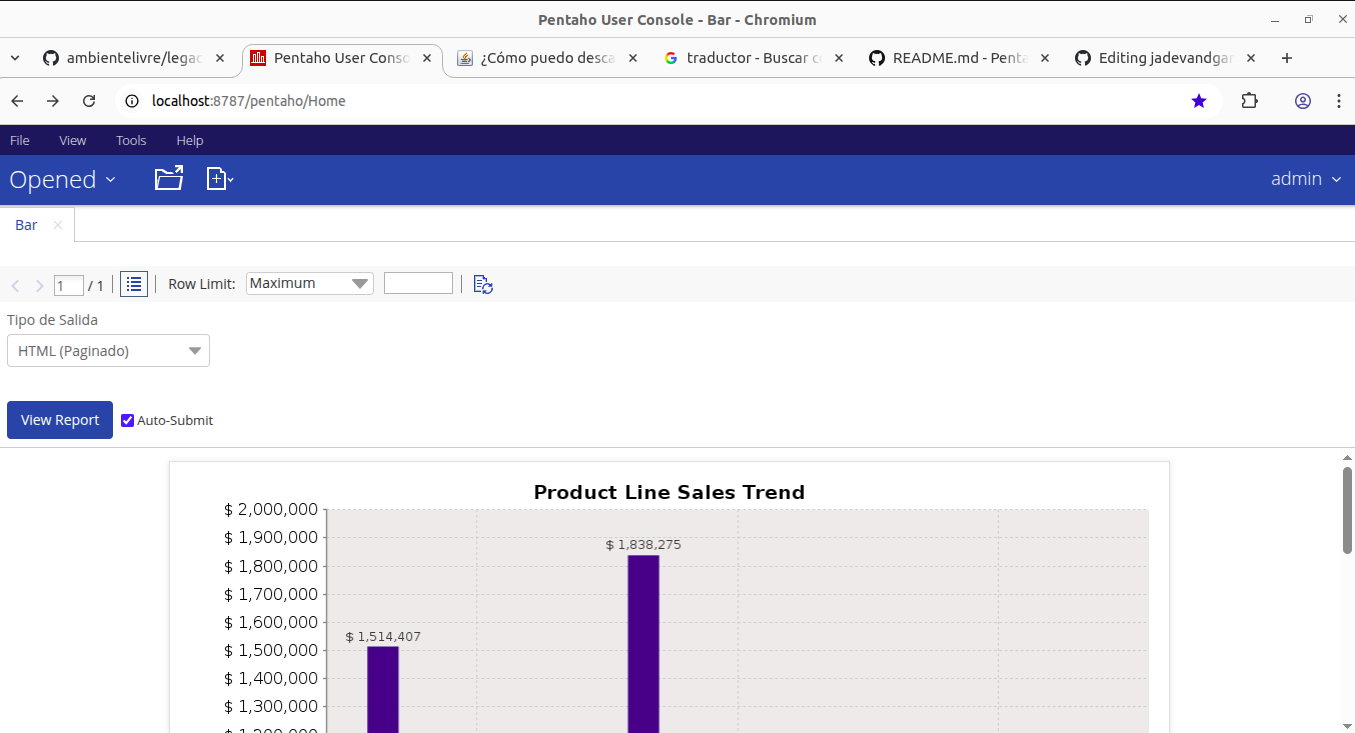 Pentaho User Console - Bar - Chromium
ambientelivre/legac
Pentaho User Conso
¿Cómo puedo desca
traductor - Buscar c
README.md - Penta
Editing jadevandgar
localhost:8787/pentaho/Home
File View Tools Help
Opened
admin
Bar
1 / 1 Row Limit: Maximum
Tipo de Salida
HTML (Paginado)
View Report Auto-Submit
Product Line Sales Trend
$ 2,000,000
$ 1,900,000
$ 1,838,275
$ 1,800,000
$ 1,700,000
$ 1,600,000
$ 1,514,407
$ 1,500,000
$ 1,400,000
$ 1,300,000
$ 1,200,000